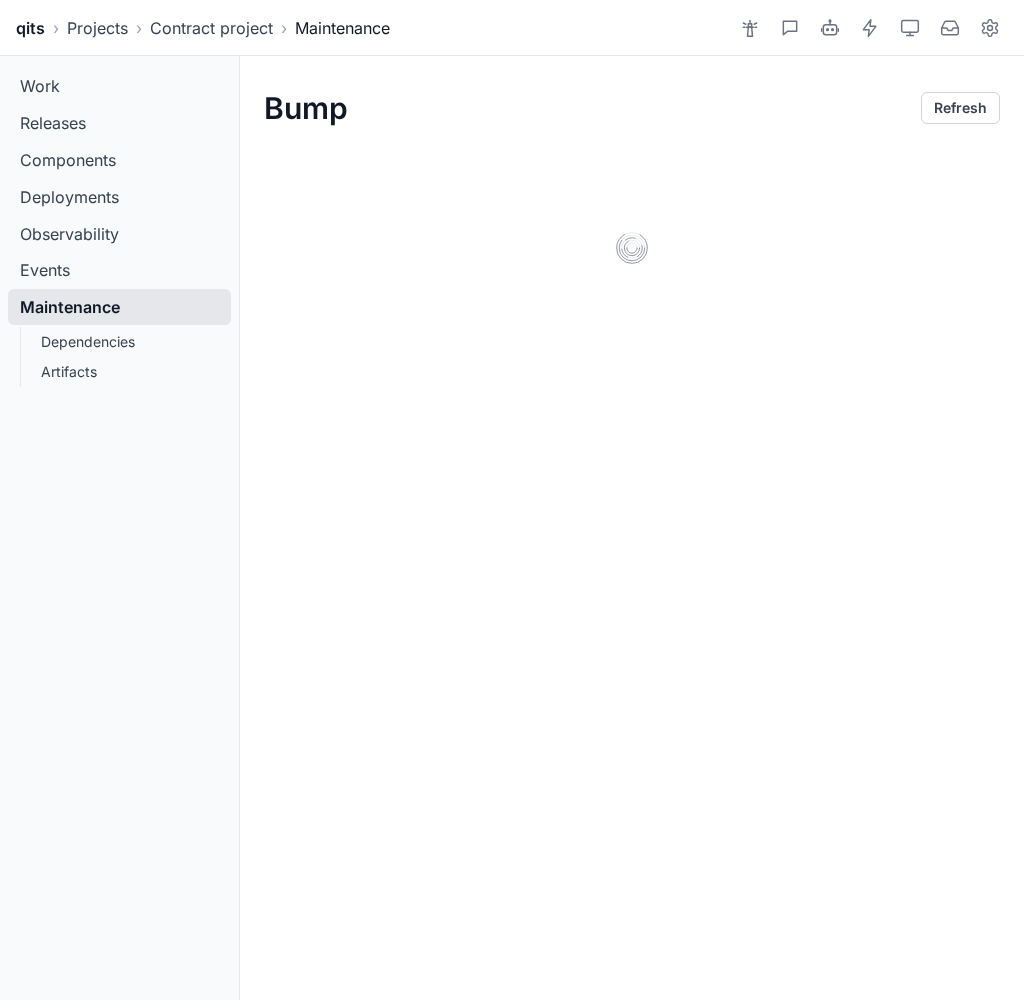 qits › Projects › Contract project › Maintenance
Work
Releases
Components
Deployments
Observability
Events
Maintenance
Dependencies
Artifacts
Bump
Refresh